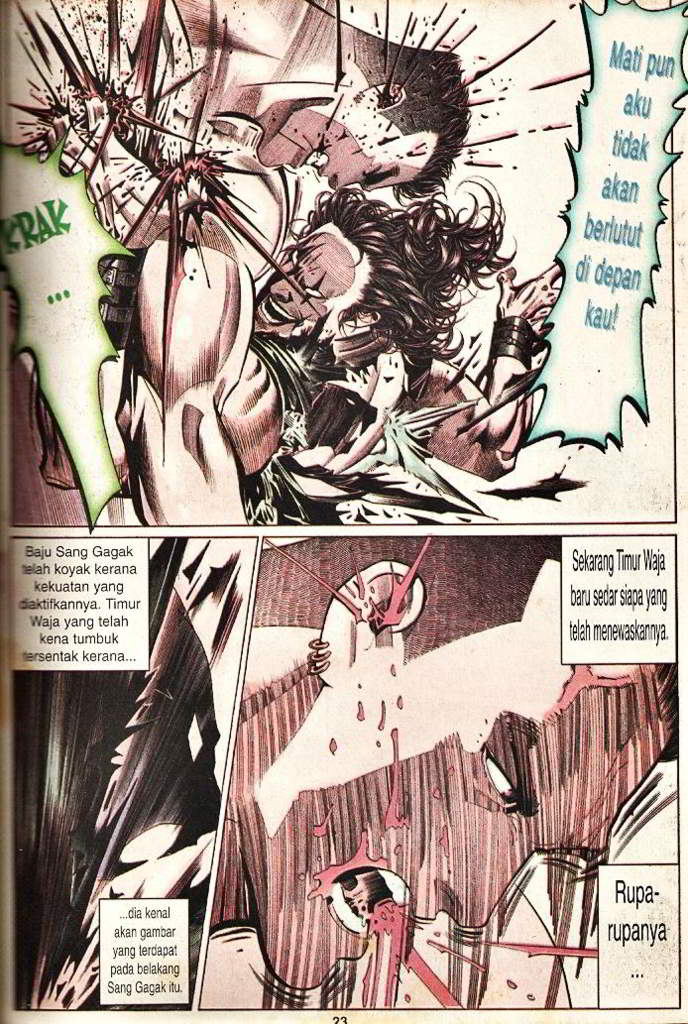 Mati pun
aku
tidak
akan
berlutut
di depan
kau!
KRAK
...
Baju Sang Gagak
telah koyak kerana
kekuatan yang
diaktifkannya. Timur
Waja yang telah
kena tumbuk
tersentak kerana...
Sekarang Timur Waja
baru sedar siapa yang
telah menewaskannya.
...dia kenal
akan gambar
yang terdapat
pada belakang
Sang Gagak itu.
Rupa-
rupanya
...
23